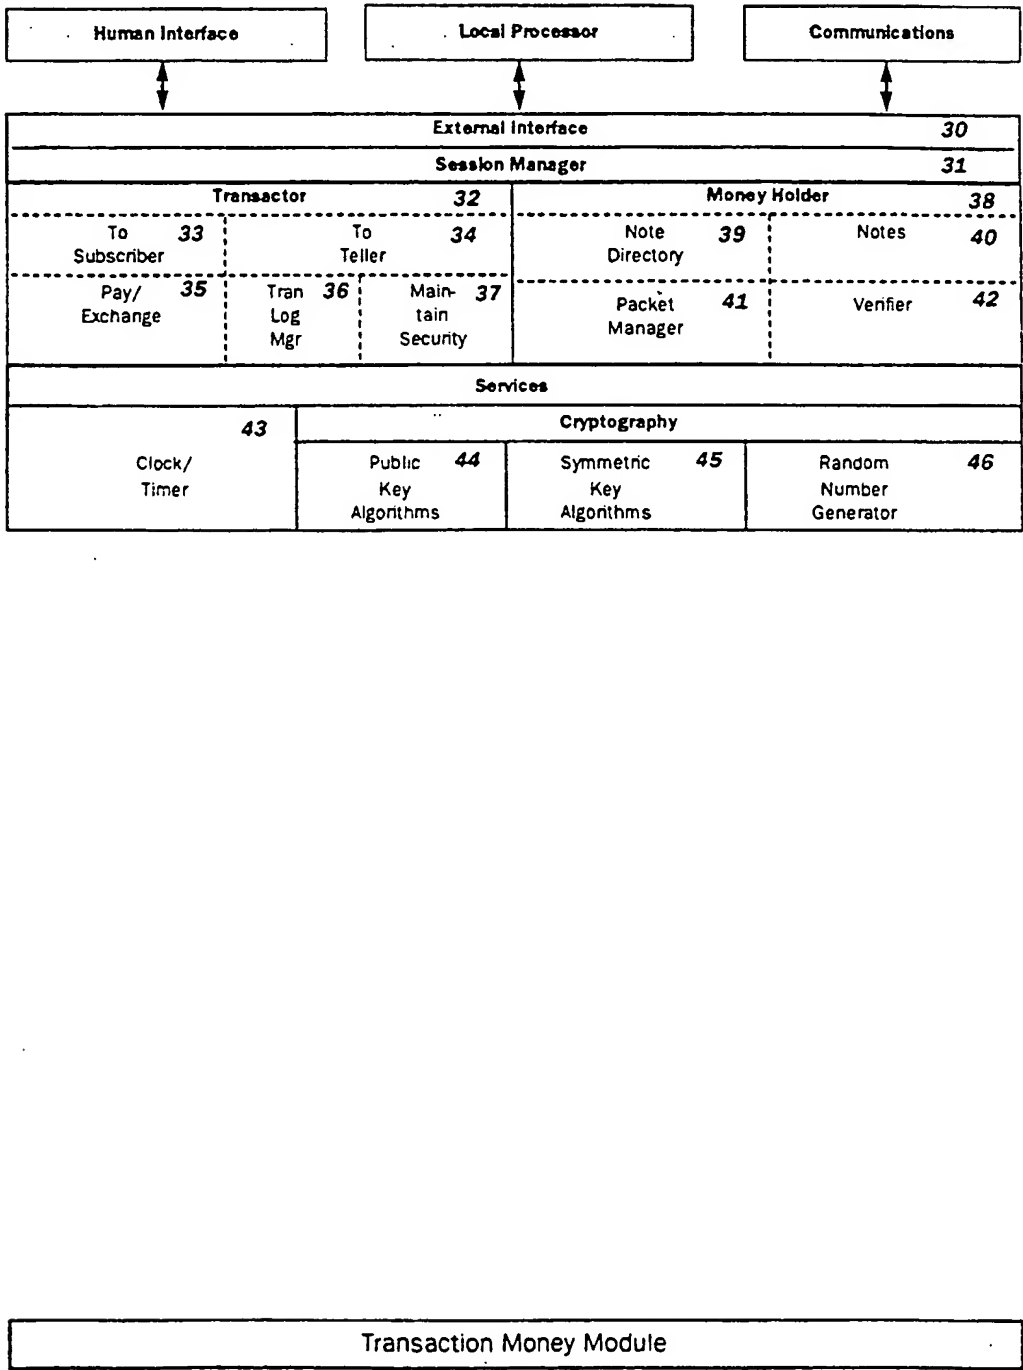 Human Interface
Local Processor
Communications
External Interface 30
Session Manager 31
Transactor 32
Money Holder 38
To 33
Subscriber
To 34
Teller
Note 39
Directory
Notes 40
Pay/ 35
Exchange
Tran 36
Log
Mgr
Main- 37
tain
Security
Packet 41
Manager
Verifier 42
Services
43
Clock/
Timer
Cryptography
Public 44
Key
Algorithms
Symmetric 45
Key
Algorithms
Random 46
Number
Generator
Transaction Money Module